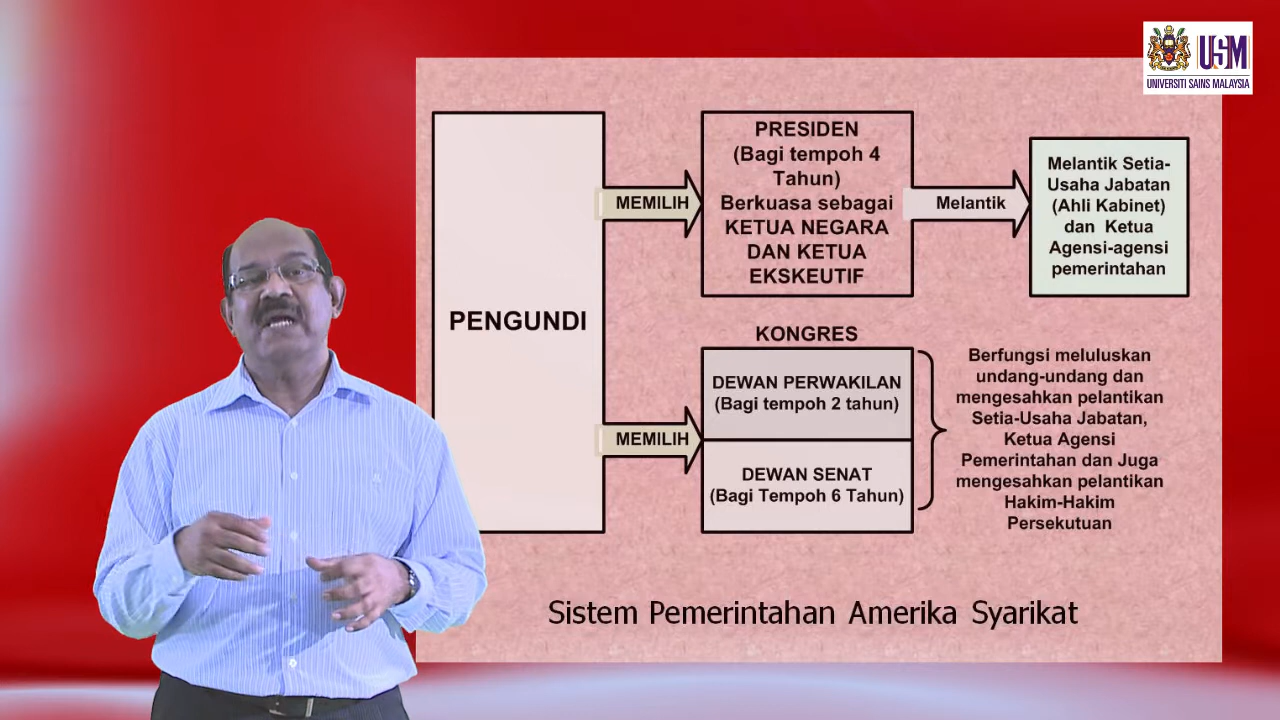 USM
UNIVERSITI SAINS MALAYSIA
PENGUNDI
MEMILIH
PRESIDEN
(Bagi tempoh 4
Tahun)
Berkuasa sebagai
KETUA NEGARA
DAN KETUA
EKSKEUTIF
Melantik
Melantik Setia-
Usaha Jabatan
(Ahli Kabinet)
dan Ketua
Agensi-agensi
pemerintahan
MEMILIH
KONGRES
DEWAN PERWAKILAN
(Bagi tempoh 2 tahun)
DEWAN SENAT
(Bagi Tempoh 6 Tahun)
Berfungsi meluluskan
undang-undang dan
mengesahkan pelantikan
Setia-Usaha Jabatan,
Ketua Agensi
Pemerintahan dan Juga
mengesahkan pelantikan
Hakim-Hakim
Persekutuan
Sistem Pemerintahan Amerika Syarikat